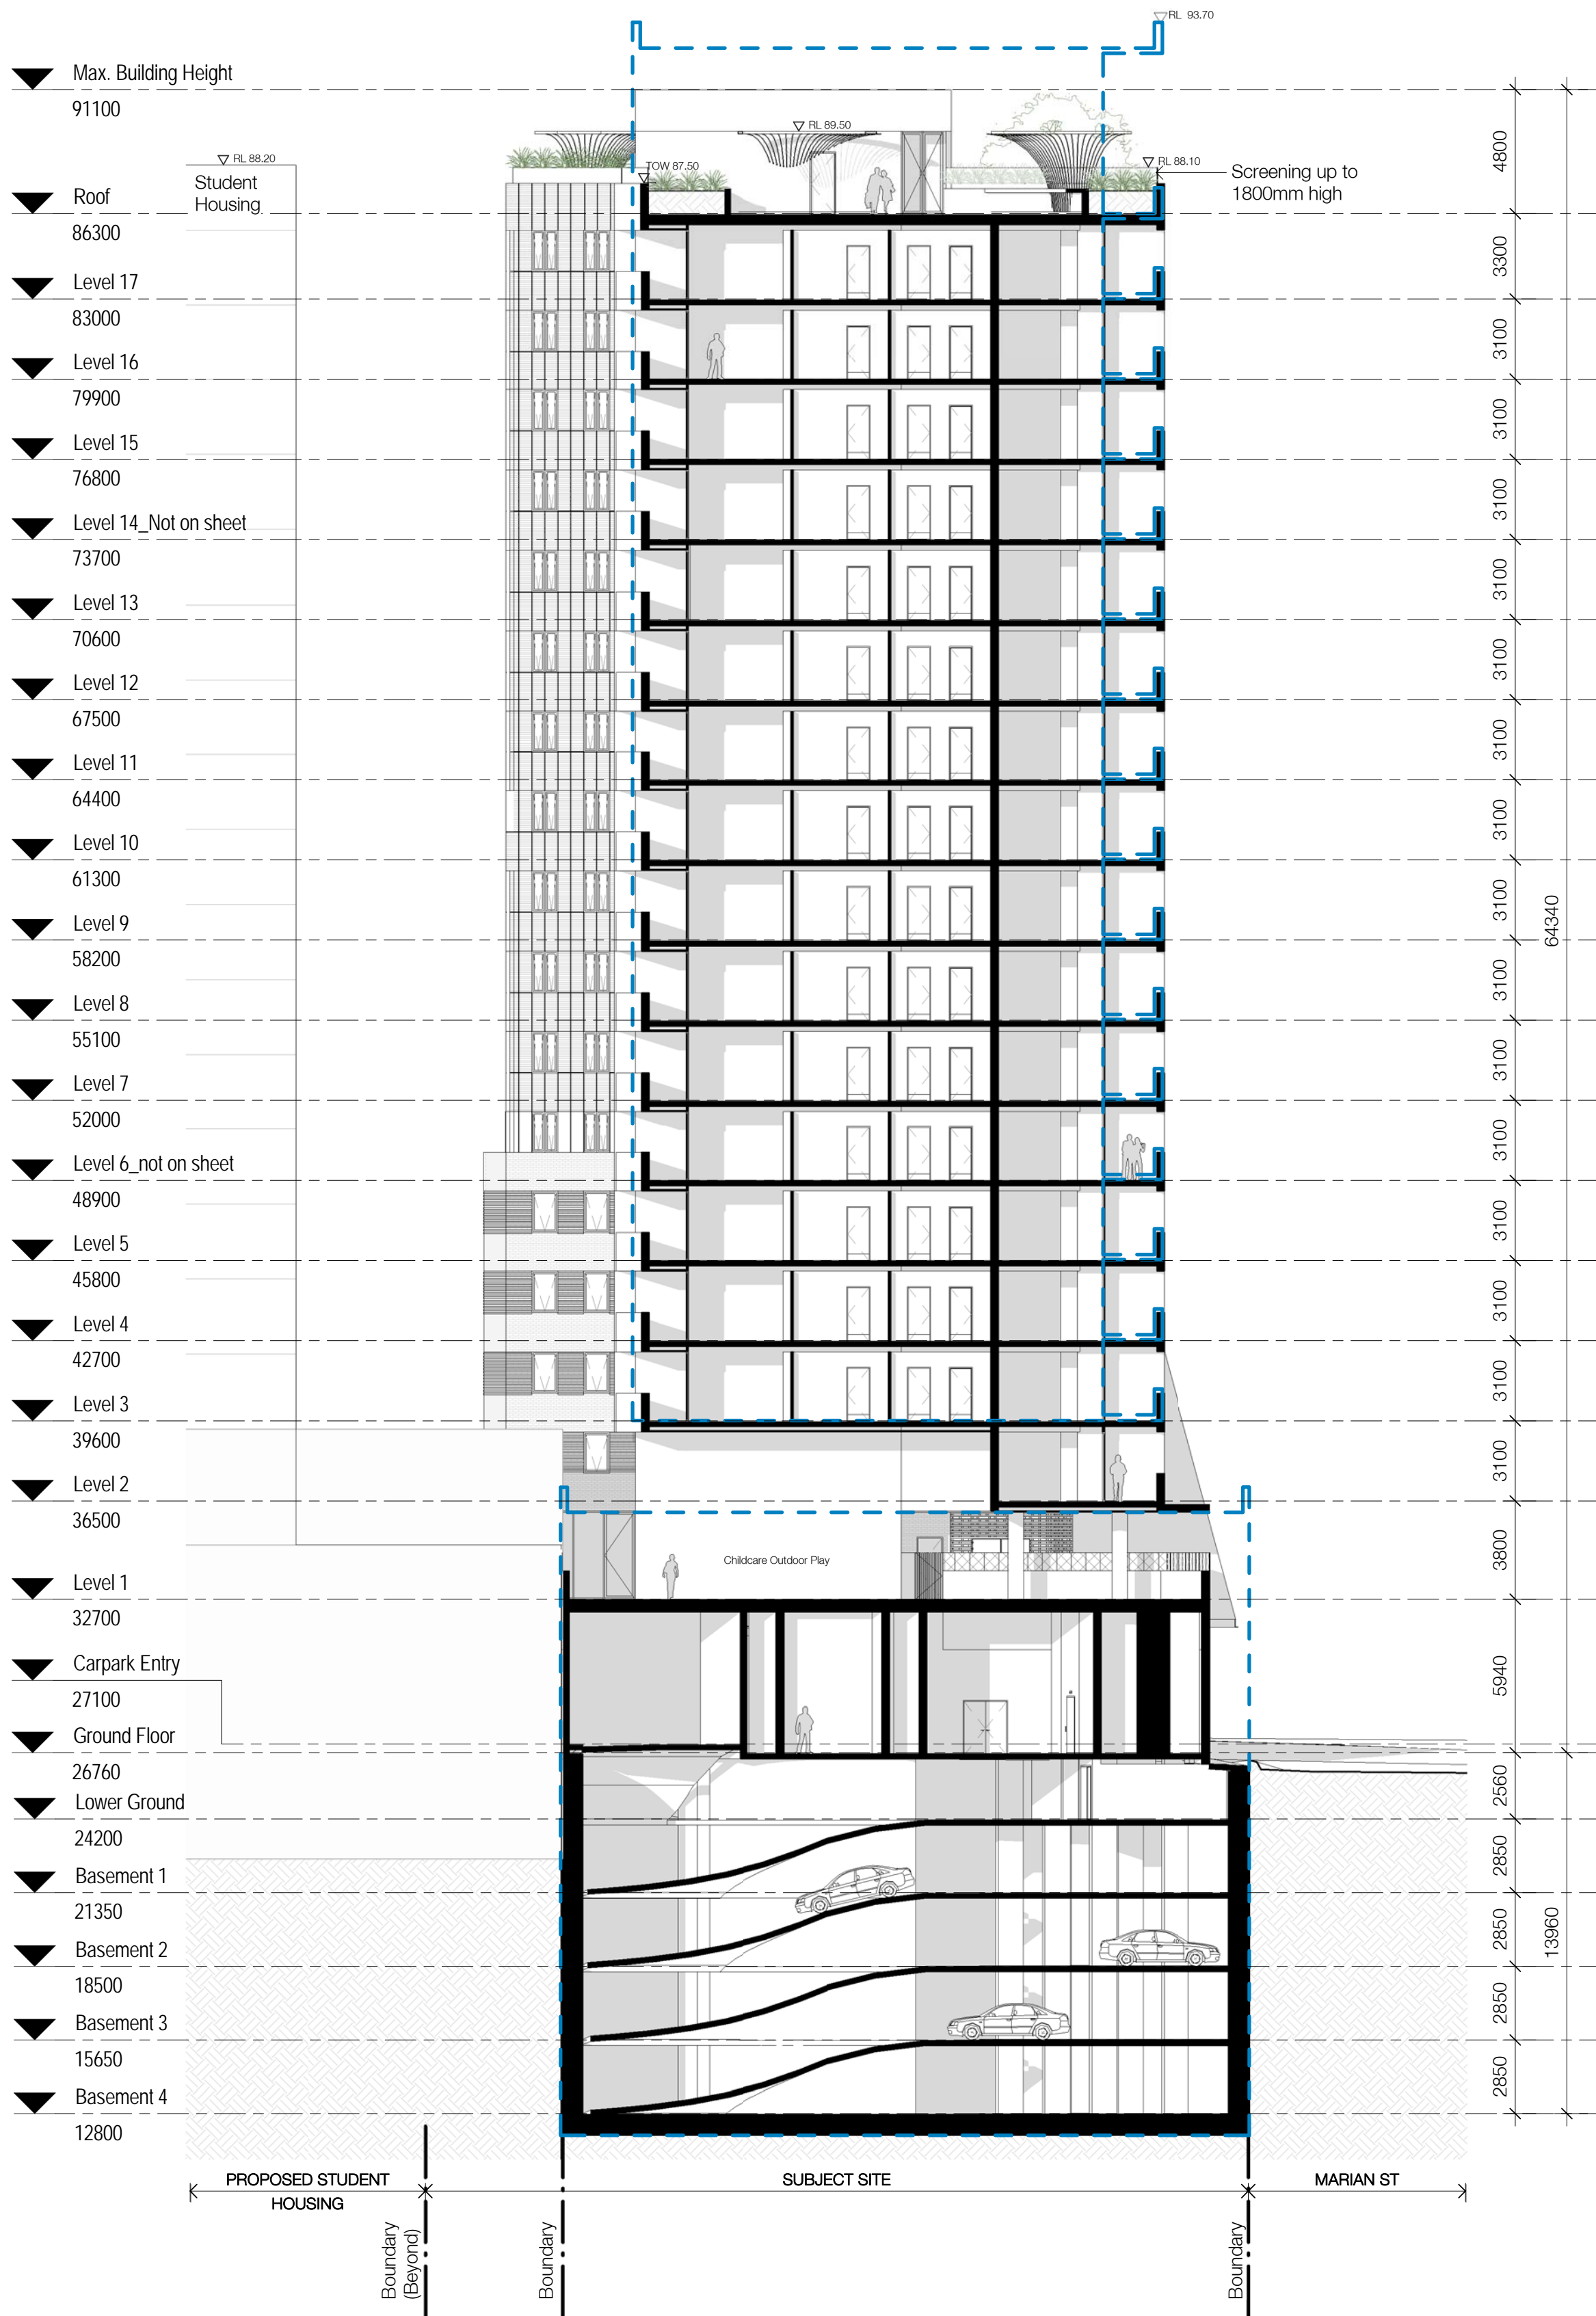 RL 93.70
Max. Building Height
91100
RL 89.50
RL 88.20
TOW 87.50
RL 88.10
Student
Housing
Screening up to
1800mm high
4800
Roof
86300
3300
Level 17
83000
3100
Level 16
79900
3100
Level 15
76800
3100
Level 14_Not on sheet
73700
3100
Level 13
70600
3100
Level 12
67500
3100
Level 11
64400
3100
Level 10
61300
3100
Level 9
58200
64340
3100
Level 8
55100
3100
Level 7
52000
3100
Level 6_not on sheet
48900
3100
Level 5
45800
3100
Level 4
42700
3100
Level 3
39600
3100
Level 2
36500
3800
Childcare Outdoor Play
Level 1
32700
5940
Carpark Entry
27100
Ground Floor
26760
2560
Lower Ground
24200
2850
Basement 1
21350
2850
13960
Basement 2
18500
2850
Basement 3
15650
2850
Basement 4
12800
PROPOSED STUDENT
HOUSING
SUBJECT SITE
MARIAN ST
Boundary
(Beyond)
Boundary
Boundary